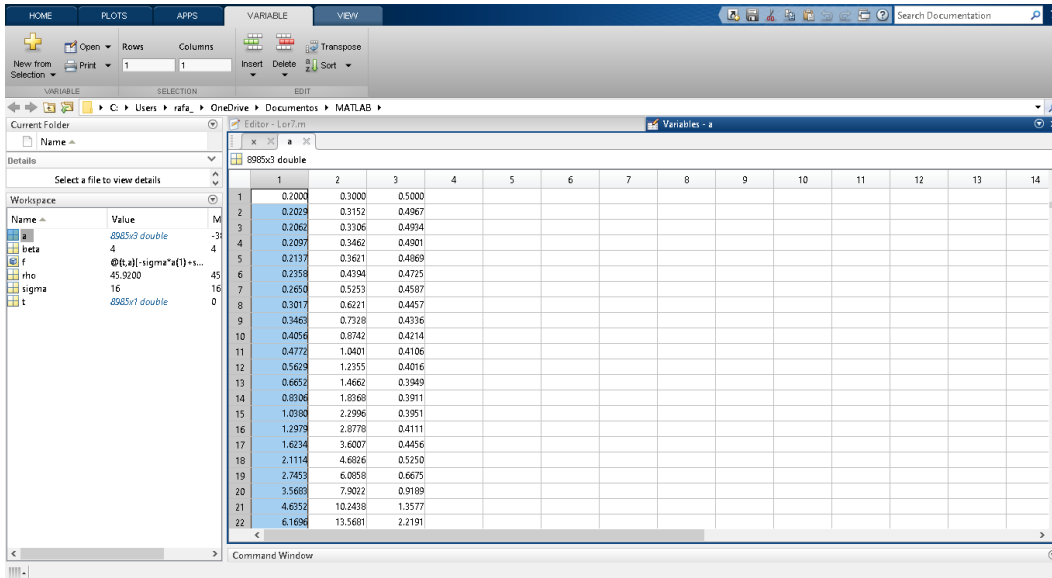 HOME PLOTS APPS VARIABLE VIEW Search Documentation
Open Rows Columns Transpose
New from Selection Print 1 1 Insert Delete Sort
VARIABLE SELECTION EDIT
C: Users rafa_ OneDrive Documentos MATLAB
Current Folder Editor - Lor7.m Variables - a
Name x a
Details 8985x3 double
Select a file to view details
1 2 3 4 5 6 7 8 9 10 11 12 13 14
Workspace
Name Value M
a 8985x3 double
beta 4 4
f @(t,a)[-sigma*a(1)+s...
rho 45.9200 45
sigma 16 16
t 8985x1 double 0
1 0.2000 0.3000 0.5000
2 0.2029 0.3152 0.4967
3 0.2062 0.3306 0.4934
4 0.2097 0.3462 0.4901
5 0.2137 0.3621 0.4869
6 0.2358 0.4394 0.4725
7 0.2650 0.5253 0.4587
8 0.3017 0.6221 0.4457
9 0.3463 0.7328 0.4336
10 0.4056 0.8742 0.4214
11 0.4772 1.0401 0.4106
12 0.5629 1.2355 0.4016
13 0.6652 1.4662 0.3949
14 0.8306 1.8368 0.3911
15 1.0380 2.2996 0.3951
16 1.2979 2.8778 0.4111
17 1.6234 3.6007 0.4456
18 2.1114 4.6826 0.5250
19 2.7453 6.0858 0.6675
20 3.5683 7.9022 0.9189
21 4.6352 10.2438 1.3577
22 6.1696 13.5681 2.2191
Command Window